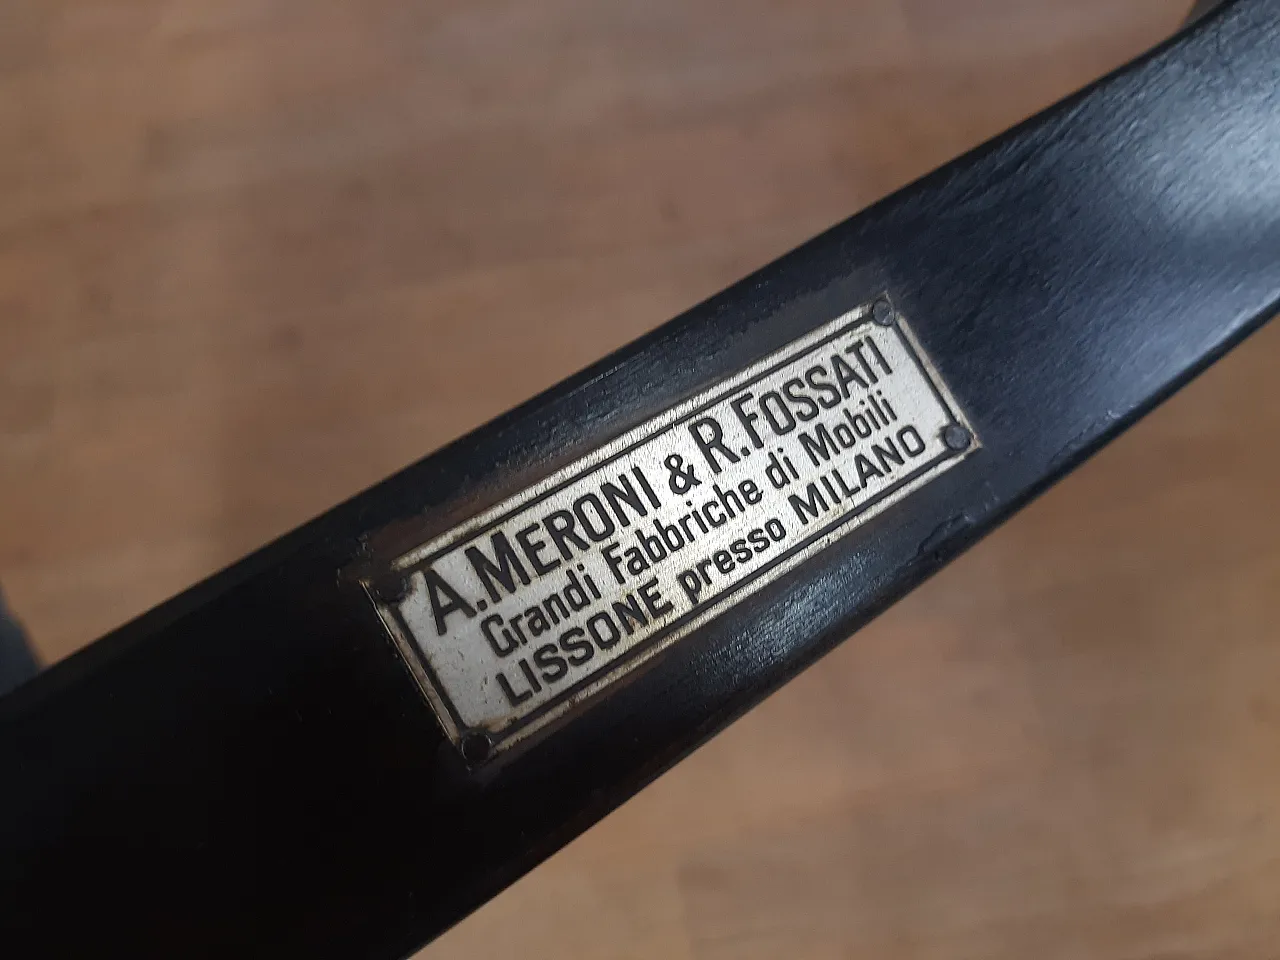 A. MERONI & R. FOSSATI
Grandi Fabbriche di Mobili
LISSONE presso MILANO